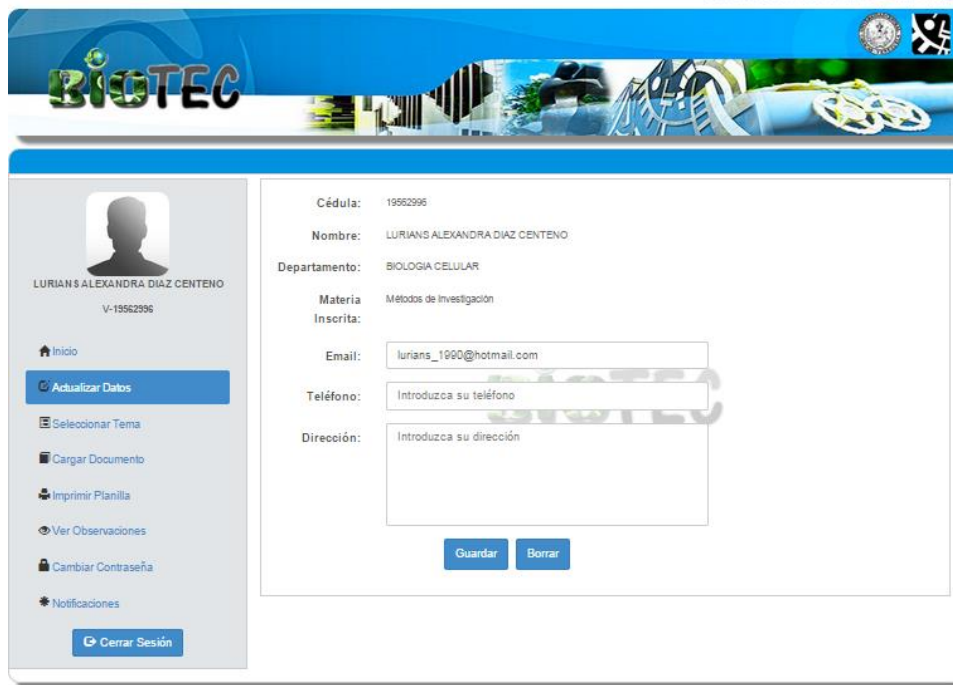 BIOTEC
LURIANS ALEXANDRA DIAZ CENTENO
V-19562996
Inicio
Actualizar Datos
Seleccionar Tema
Cargar Documento
Imprimir Planilla
Ver Observaciones
Cambiar Contraseña
Notificaciones
Cerrar Sesión
Cédula: 19562996
Nombre: LURIANS ALEXANDRA DIAZ CENTENO
Departamento: BIOLOGIA CELULAR
Materia Inscrita: Métodos de Investigación
Email: lurians_1990@hotmail.com
Teléfono: Introduzca su teléfono
BIOTEC
Dirección: Introduzca su dirección
Guardar Borrar